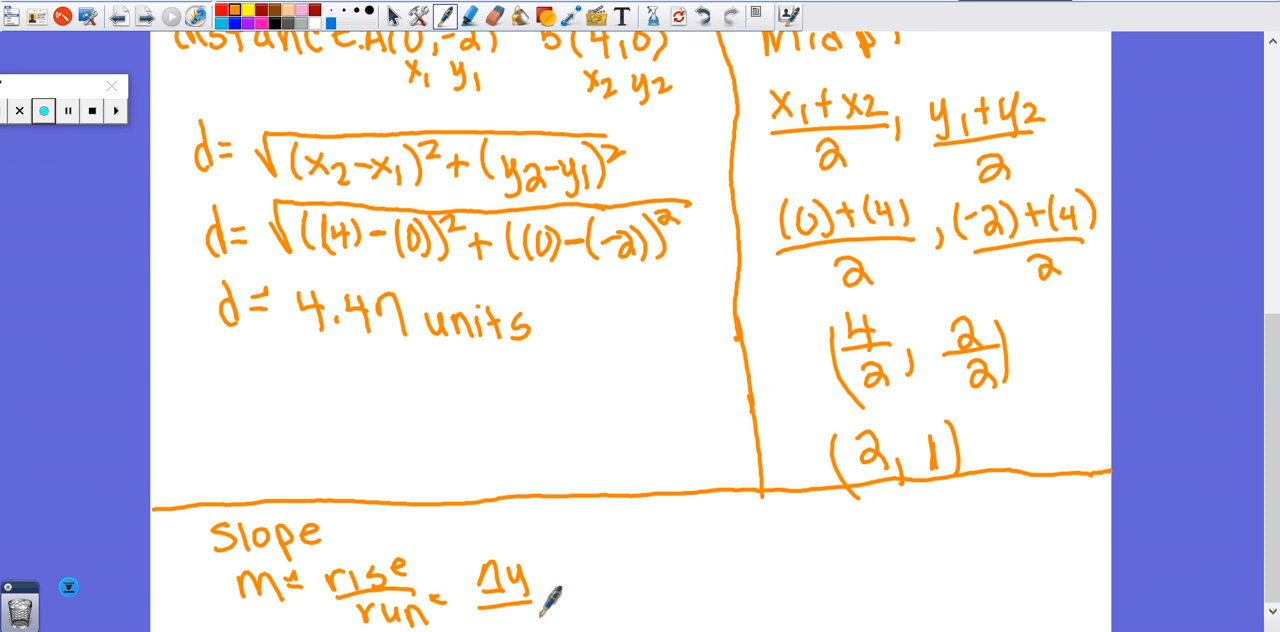 Distance: A(0, -2) B(4, 0)
x₁ y₁ x₂ y₂
d = √(x₂-x₁)² + (y₂-y₁)²
d = √((4)-(0))² + ((0)-(-2))²
d = 4.47 units
Midpt
x₁+x₂/2, y₁+y₂/2
(0)+(4)/2, (-2)+(4)/2
(4/2, 2/2)
(2, 1)
Slope
m = rise/run = Δy